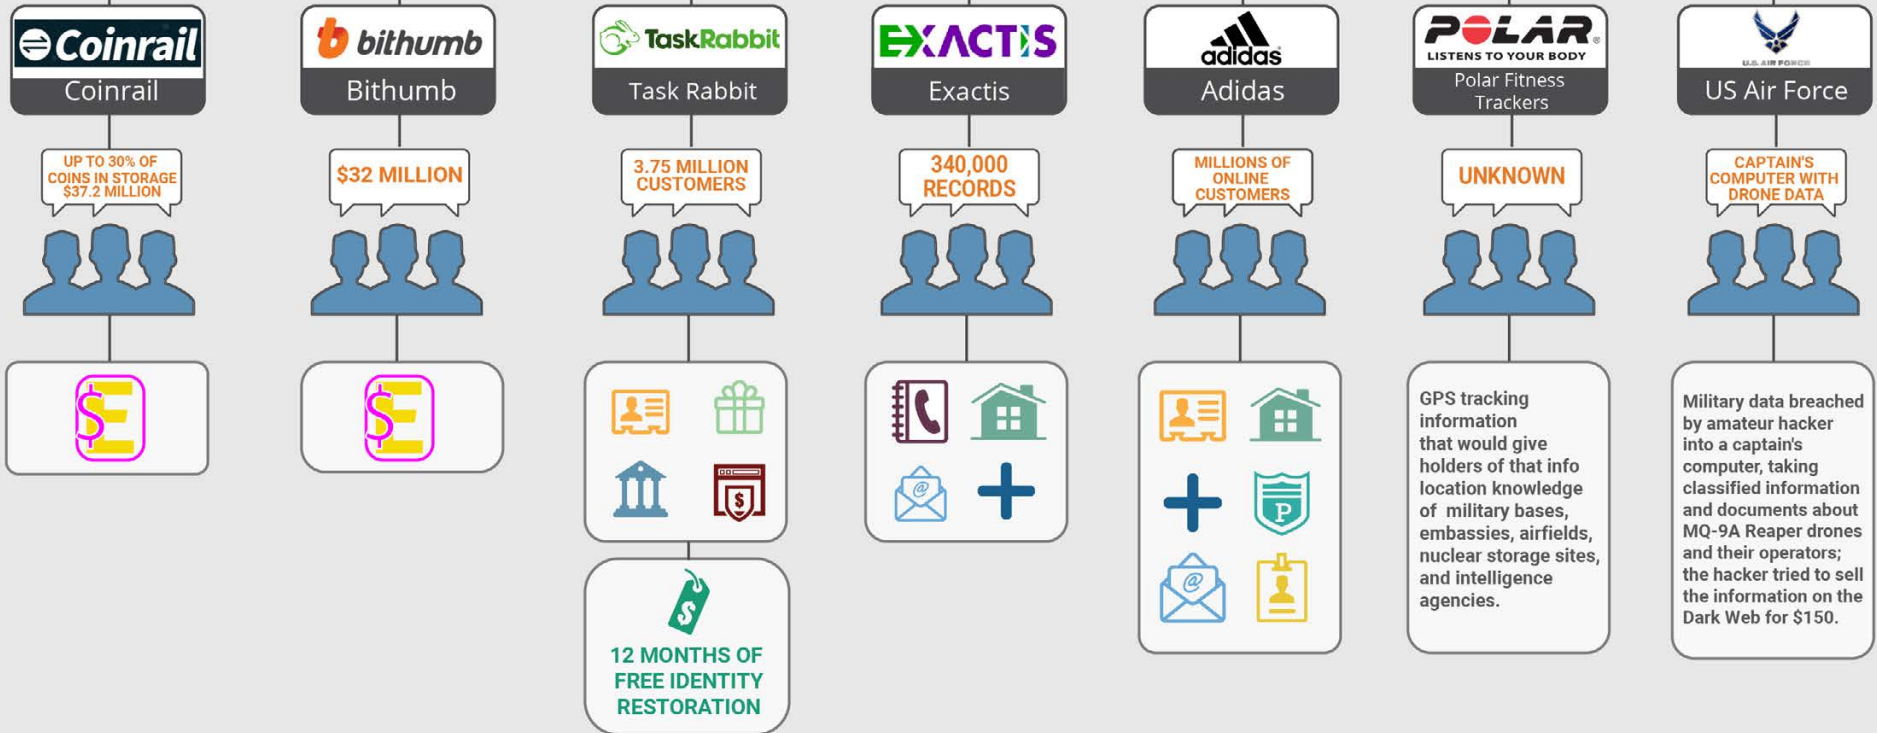 Coinrail
Coinrail
UP TO 30% OF
COINS IN STORAGE
$37.2 MILLION
$
E
bithumb
Bithumb
$32 MILLION
$
E
TaskRabbit
Task Rabbit
3.75 MILLION
CUSTOMERS
$
$
12 MONTHS OF
FREE IDENTITY
RESTORATION
EXACTIS
Exactis
340,000
RECORDS
@
adidas
Adidas
MILLIONS OF
ONLINE
CUSTOMERS
P
@
POLAR®
LISTENS TO YOUR BODY
Polar Fitness
Trackers
UNKNOWN
GPS tracking
information
that would give
holders of that info
location knowledge
of military bases,
embassies, airfields,
nuclear storage sites,
and intelligence
agencies.
U.S. AIR FORCE
US Air Force
CAPTAIN'S
COMPUTER WITH
DRONE DATA
Military data breached
by amateur hacker
into a captain's
computer, taking
classified information
and documents about
MQ-9A Reaper drones
and their operators;
the hacker tried to sell
the information on the
Dark Web for $150.